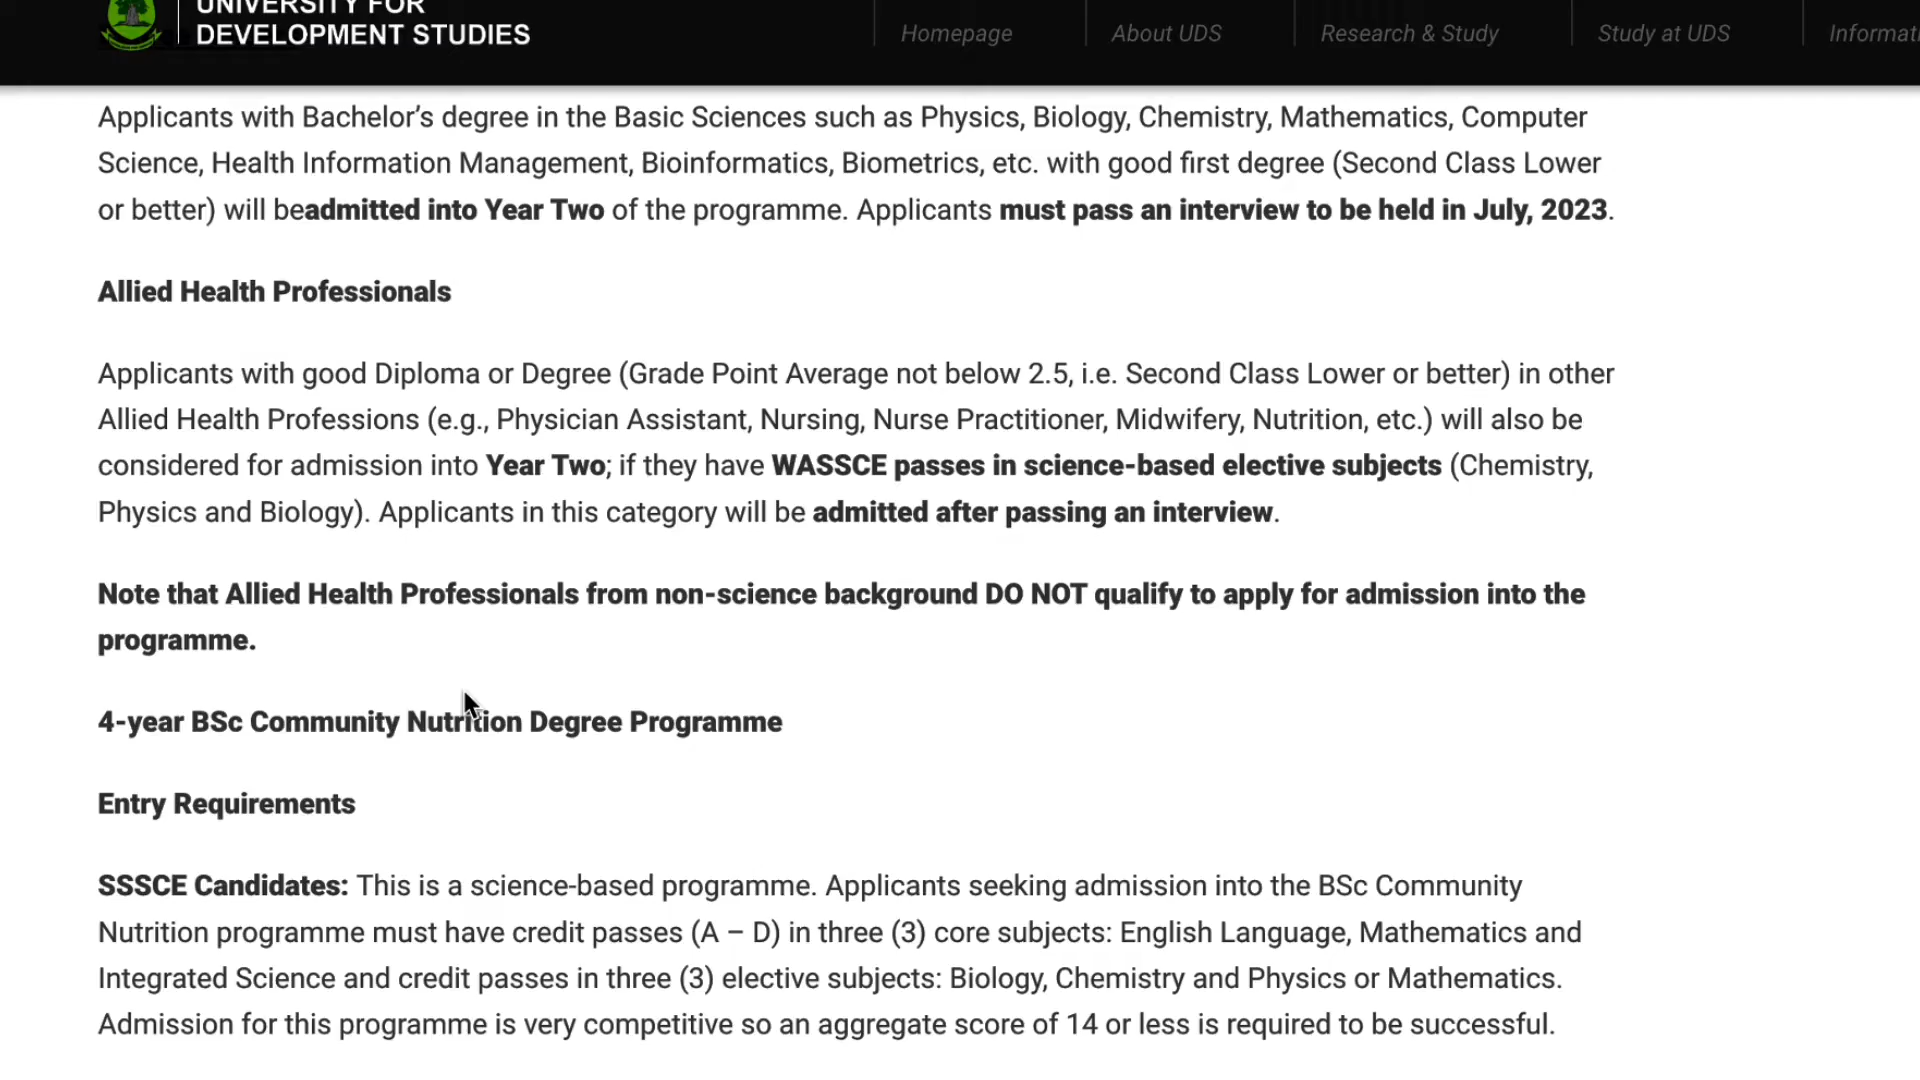 UNIVERSITY FOR
DEVELOPMENT STUDIES
Homepage
About UDS
Research & Study
Study at UDS
Applicants with Bachelor’s degree in the Basic Sciences such as Physics, Biology, Chemistry, Mathematics, Computer
Science, Health Information Management, Bioinformatics, Biometrics, etc. with good first degree (Second Class Lower
or better) will beadmitted into Year Two of the programme. Applicants must pass an interview to be held in July, 2023.
Allied Health Professionals
Applicants with good Diploma or Degree (Grade Point Average not below 2.5, i.e. Second Class Lower or better) in other
Allied Health Professions (e.g., Physician Assistant, Nursing, Nurse Practitioner, Midwifery, Nutrition, etc.) will also be
considered for admission into Year Two; if they have WASSCE passes in science-based elective subjects (Chemistry,
Physics and Biology). Applicants in this category will be admitted after passing an interview.
Note that Allied Health Professionals from non-science background DO NOT qualify to apply for admission into the
programme.
4-year BSc Community Nutrition Degree Programme
Entry Requirements
SSSCE Candidates: This is a science-based programme. Applicants seeking admission into the BSc Community
Nutrition programme must have credit passes (A – D) in three (3) core subjects: English Language, Mathematics and
Integrated Science and credit passes in three (3) elective subjects: Biology, Chemistry and Physics or Mathematics.
Admission for this programme is very competitive so an aggregate score of 14 or less is required to be successful.